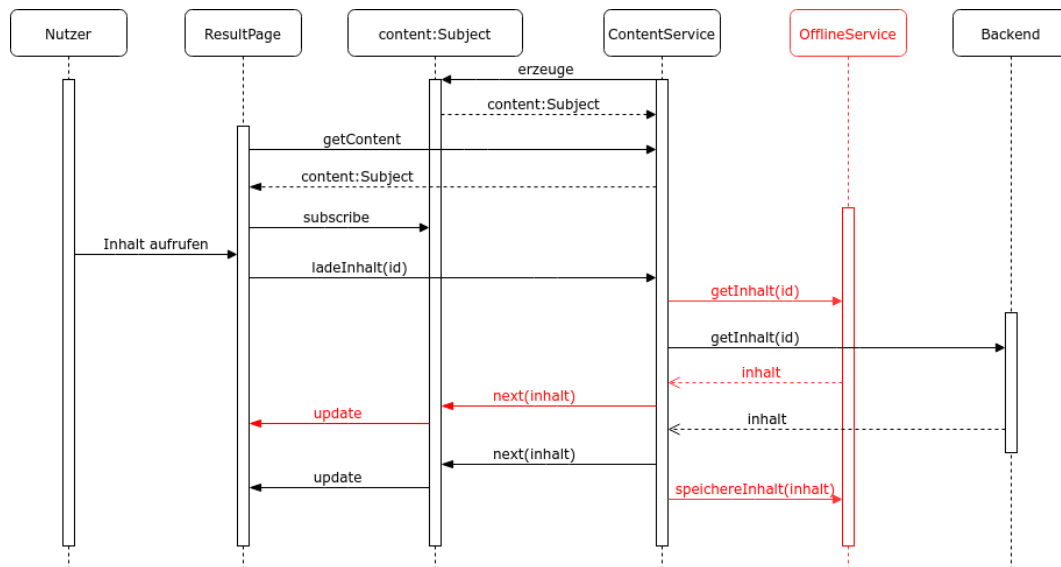 Nutzer
ResultPage
content:Subject
ContentService
OfflineService
Backend
erzeuge
content:Subject
getContent
content:Subject
subscribe
Inhalt aufrufen
ladeInhalt(id)
getInhalt(id)
getInhalt(id)
inhalt
next(inhalt)
update
inhalt
next(inhalt)
update
speichereInhalt(inhalt)